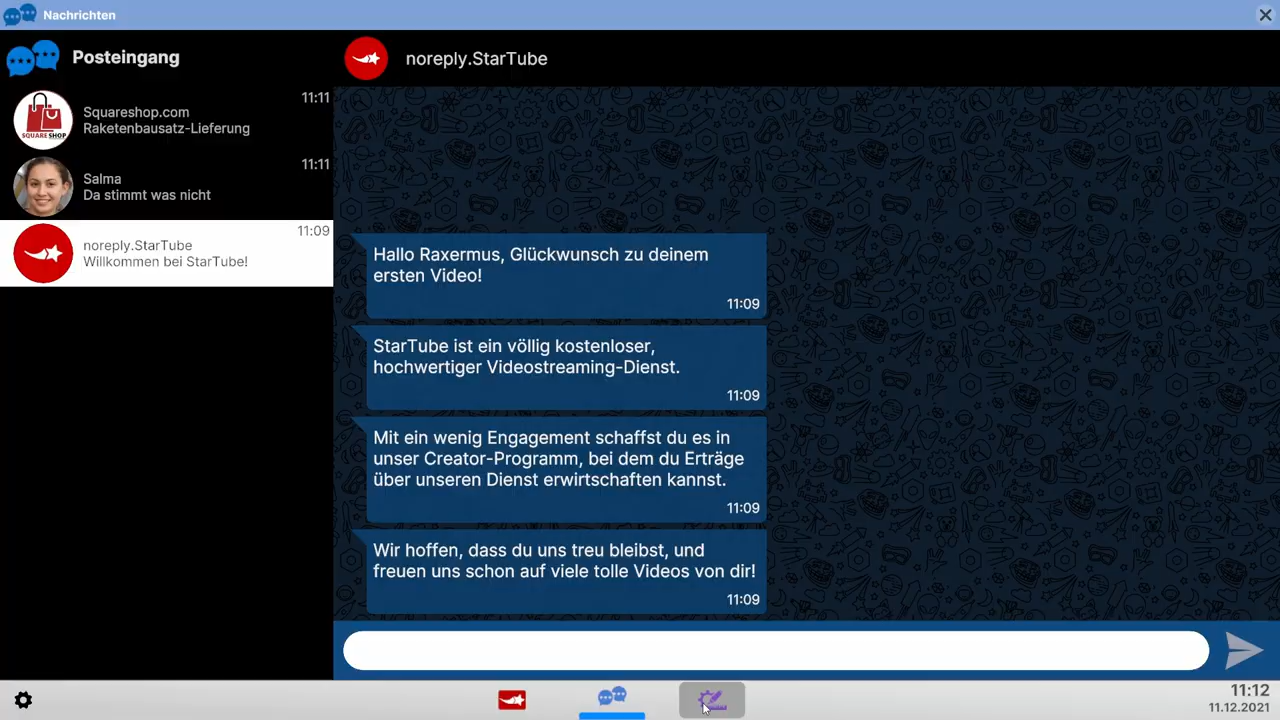 Nachrichten
Posteingang
Squareshop.com
Raketenbausatz-Lieferung
11:11
SQUARE SHOP
Salma
Da stimmt was nicht
11:11
noreply.StarTube
Willkommen bei StarTube!
11:09
noreply.StarTube
Hallo Raxermus, Glückwunsch zu deinem
ersten Video!
11:09
StarTube ist ein völlig kostenloser,
hochwertiger Videostreaming-Dienst.
11:09
Mit ein wenig Engagement schaffst du es in
unser Creator-Programm, bei dem du Erträge
über unseren Dienst erwirtschaften kannst.
11:09
Wir hoffen, dass du uns treu bleibst, und
freuen uns schon auf viele tolle Videos von dir!
11:09
11:12
11.12.2021